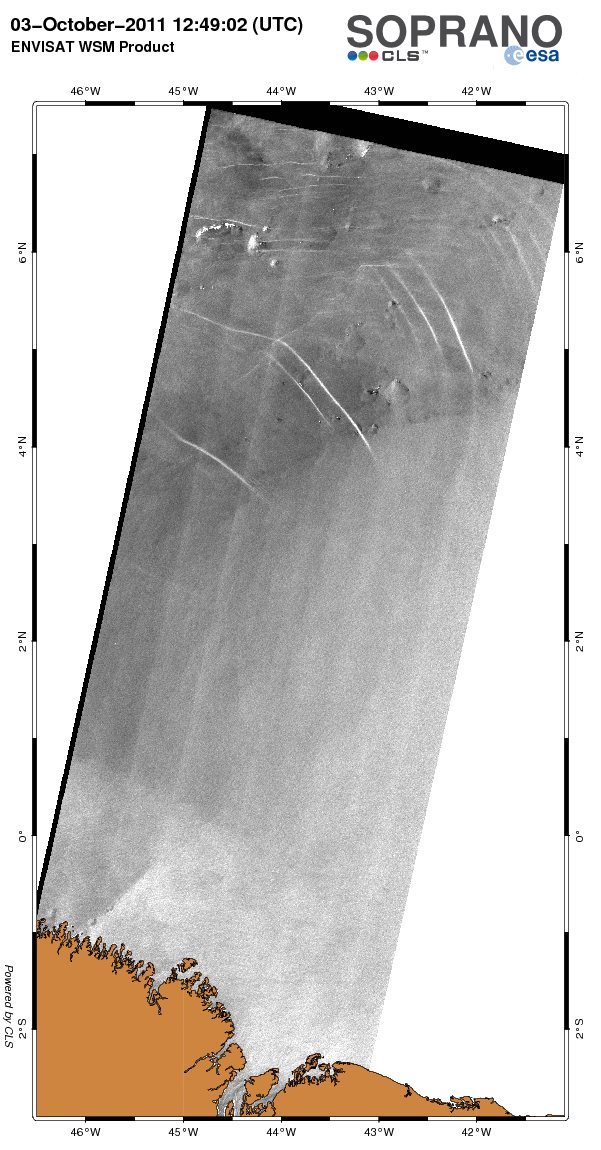 03-October-2011 12:49:02 (UTC)
ENVISAT WSM Product
SOPRANO
CLS™
esa
46°W 45°W 44°W 43°W 42°W
6°N 6°N
4°N 4°N
2°N 2°N
0° 0°
2°S 2°S
Powered by CLS
46°W 45°W 44°W 43°W 42°W